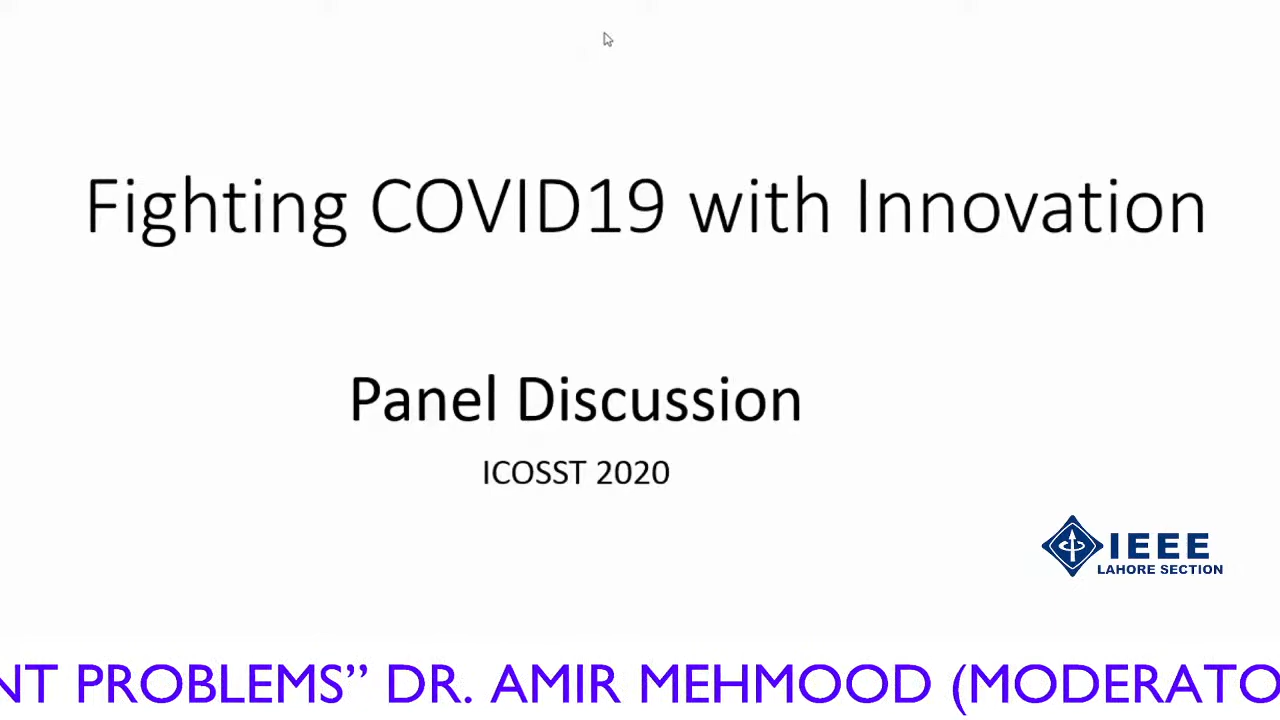 Fighting COVID19 with Innovation
Panel Discussion
ICOSST 2020
IEEE
LAHORE SECTION
NT PROBLEMS” DR. AMIR MEHMOOD (MODERATO